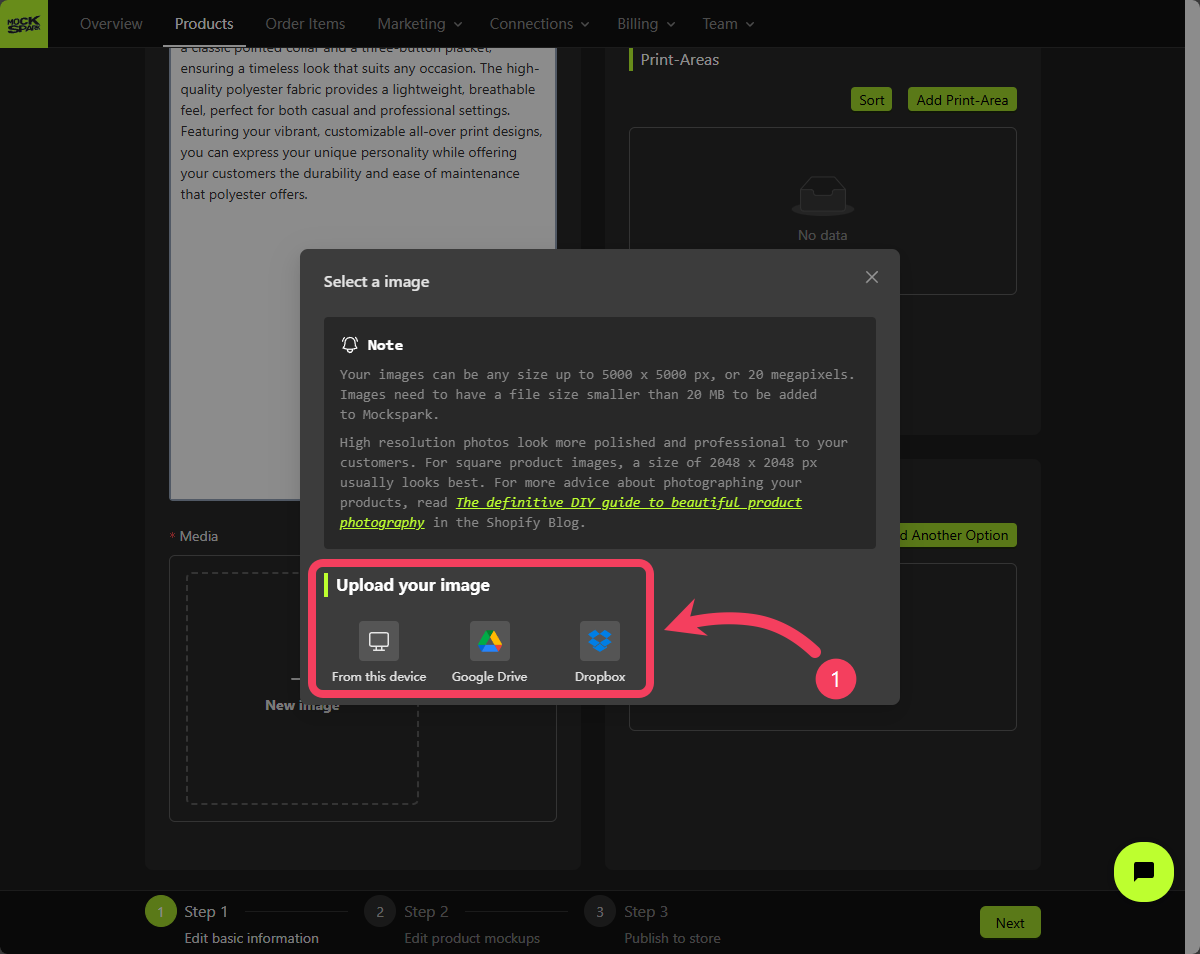 MOCK
SPARK
Overview
Products
Order Items
Marketing
Connections
Billing
Team
a classic pointed collar and a three-button placket,
ensuring a timeless look that suits any occasion. The high-
quality polyester fabric provides a lightweight, breathable
feel, perfect for both casual and professional settings.
Featuring your vibrant, customizable all-over print designs,
you can express your unique personality while offering
your customers the durability and ease of maintenance
that polyester offers.
Print-Areas
Sort
Add Print-Area
No data
Select a image
Note
Your images can be any size up to 5000 x 5000 px, or 20 megapixels.
Images need to have a file size smaller than 20 MB to be added
to Mockspark.
High resolution photos look more polished and professional to your
customers. For square product images, a size of 2048 x 2048 px
usually looks best. For more advice about photographing your
products, read The definitive DIY guide to beautiful product
photography in the Shopify Blog.
* Media
d Another Option
Upload your image
From this device
Google Drive
Dropbox
1
New image
1
Step 1
Edit basic information
2
Step 2
Edit product mockups
3
Step 3
Publish to store
Next